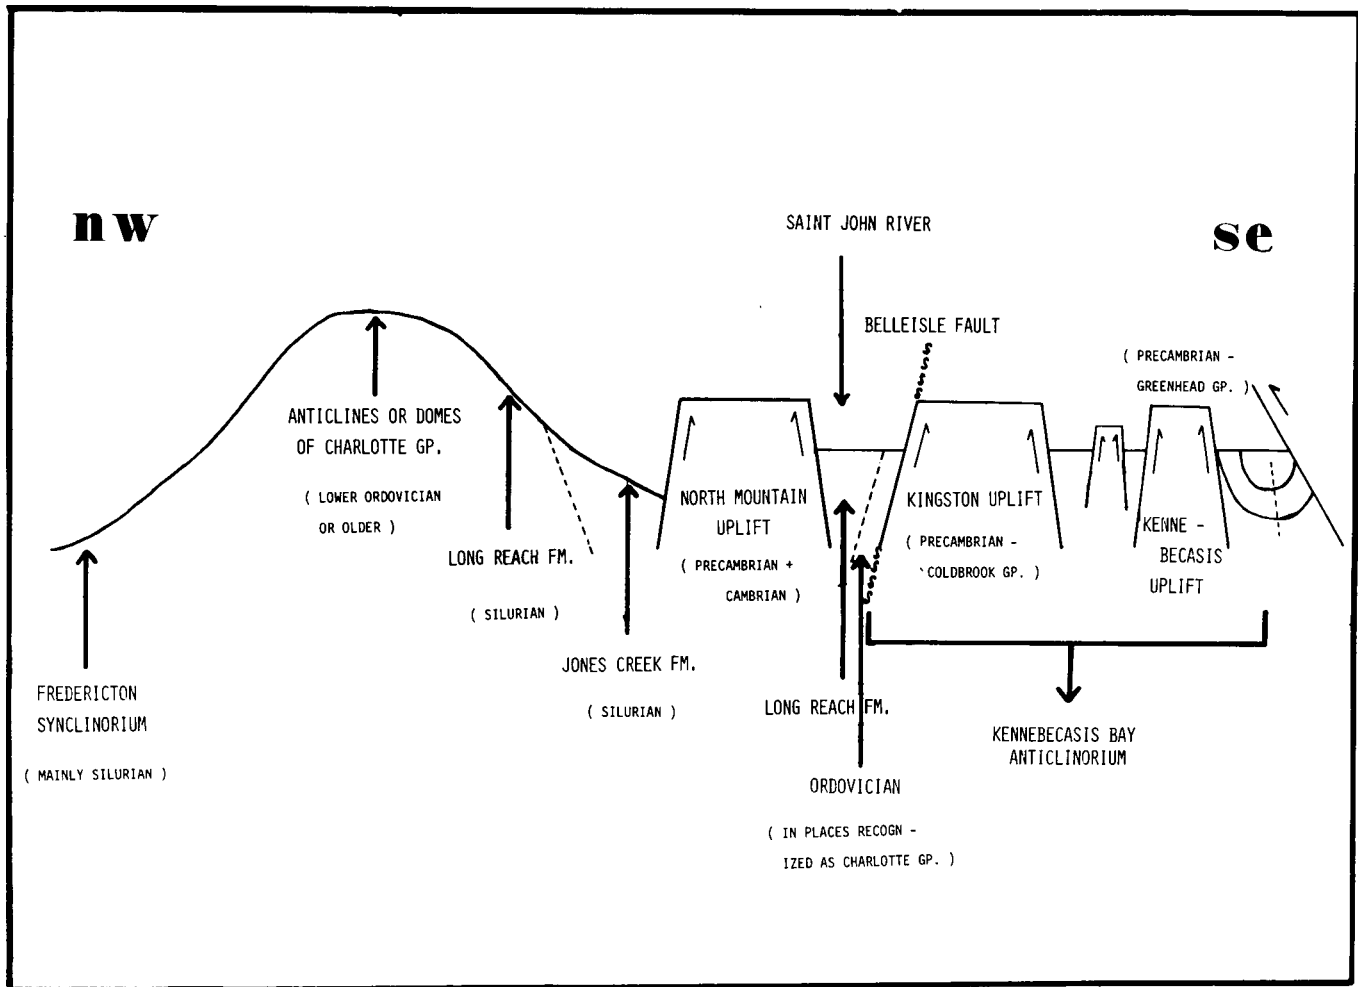 nw
se
SAINT JOHN RIVER
BELLEISLE FAULT
( PRECAMBRIAN -
GREENHEAD GP. )
ANTICLINES OR DOMES
OF CHARLOTTE GP.
( LOWER ORDOVICIAN
OR OLDER )
LONG REACH FM.
( SILURIAN )
JONES CREEK FM.
( SILURIAN )
NORTH MOUNTAIN
UPLIFT
( PRECAMBRIAN +
CAMBRIAN )
KINGSTON UPLIFT
( PRECAMBRIAN -
COLDBROOK GP. )
KENNE -
BECASIS
UPLIFT
FREDERICTON
SYNCLINORIUM
( MAINLY SILURIAN )
LONG REACH FM.
ORDOVICIAN
( IN PLACES RECOGN -
IZED AS CHARLOTTE GP. )
KENNEBECASIS BAY
ANTICLINORIUM